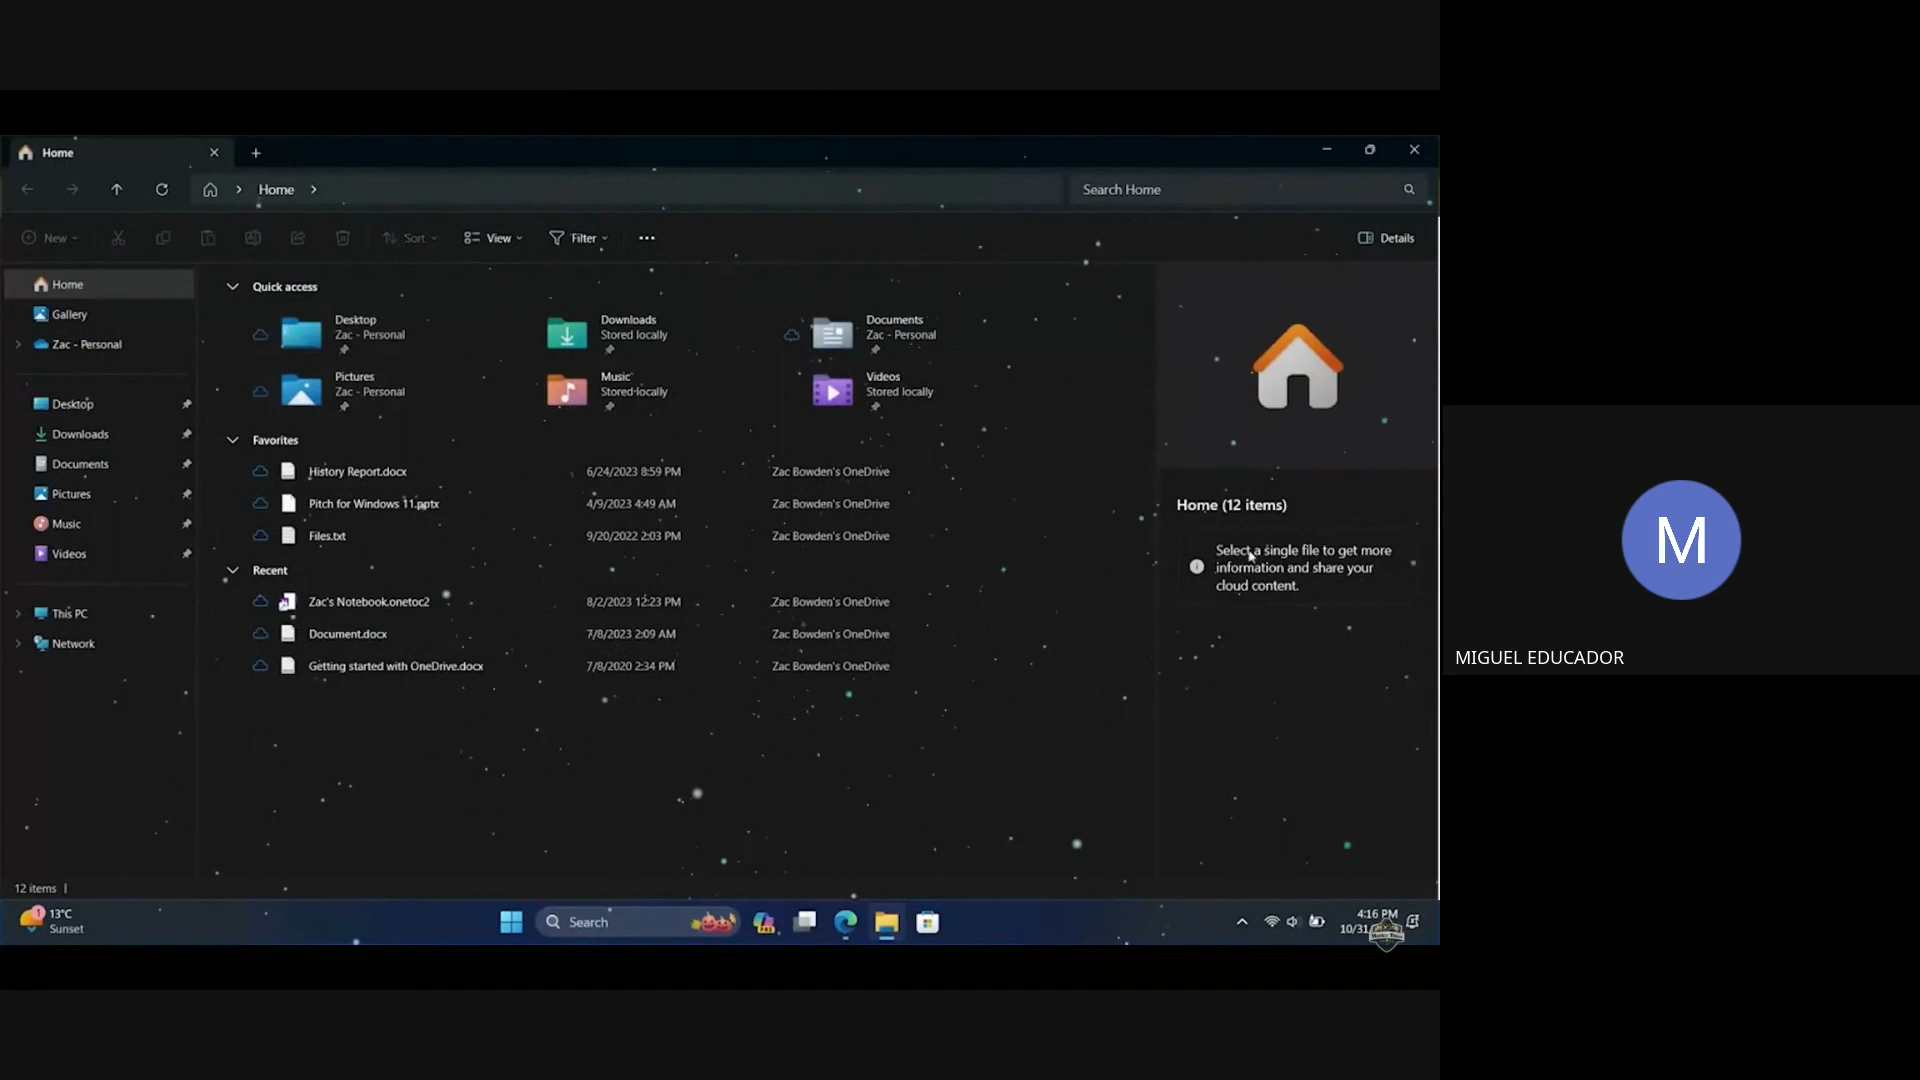 Home
Home
Search Home
New
Sort
View
Filter
Details
Home
Gallery
Zac - Personal
Desktop
Downloads
Documents
Pictures
Music
Videos
This PC
Network
Quick access
Desktop
Zac - Personal
Downloads
Stored locally
Documents
Zac - Personal
Pictures
Zac - Personal
Music
Stored locally
Videos
Stored locally
Favorites
History Report.docx 6/24/2023 8:59 PM Zac Bowden's OneDrive
Pitch for Windows 11.pptx 4/9/2023 4:49 AM Zac Bowden's OneDrive
Files.txt 9/20/2022 2:03 PM Zac Bowden's OneDrive
Recent
Zac's Notebook.onetoc2 8/2/2023 12:23 PM Zac Bowden's OneDrive
Document.docx 7/8/2023 2:09 AM Zac Bowden's OneDrive
Getting started with OneDrive.docx 7/8/2020 2:34 PM Zac Bowden's OneDrive
Home (12 items)
Select a single file to get more
information and share your
cloud content.
12 items
1
13°C
Sunset
Search
PRE
4:16 PM
10/31
M
MIGUEL EDUCADOR